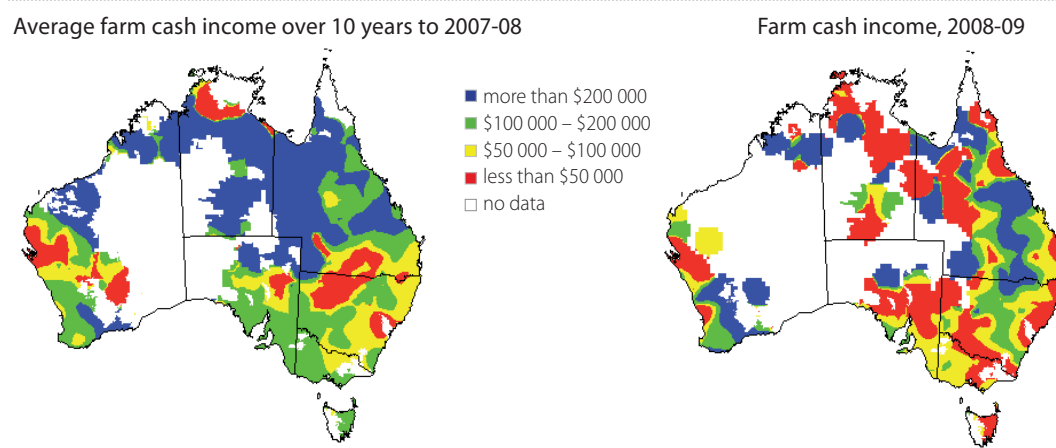 Average farm cash income over 10 years to 2007-08
Farm cash income, 2008-09
more than $200 000
$100 000 – $200 000
$50 000 – $100 000
less than $50 000
no data